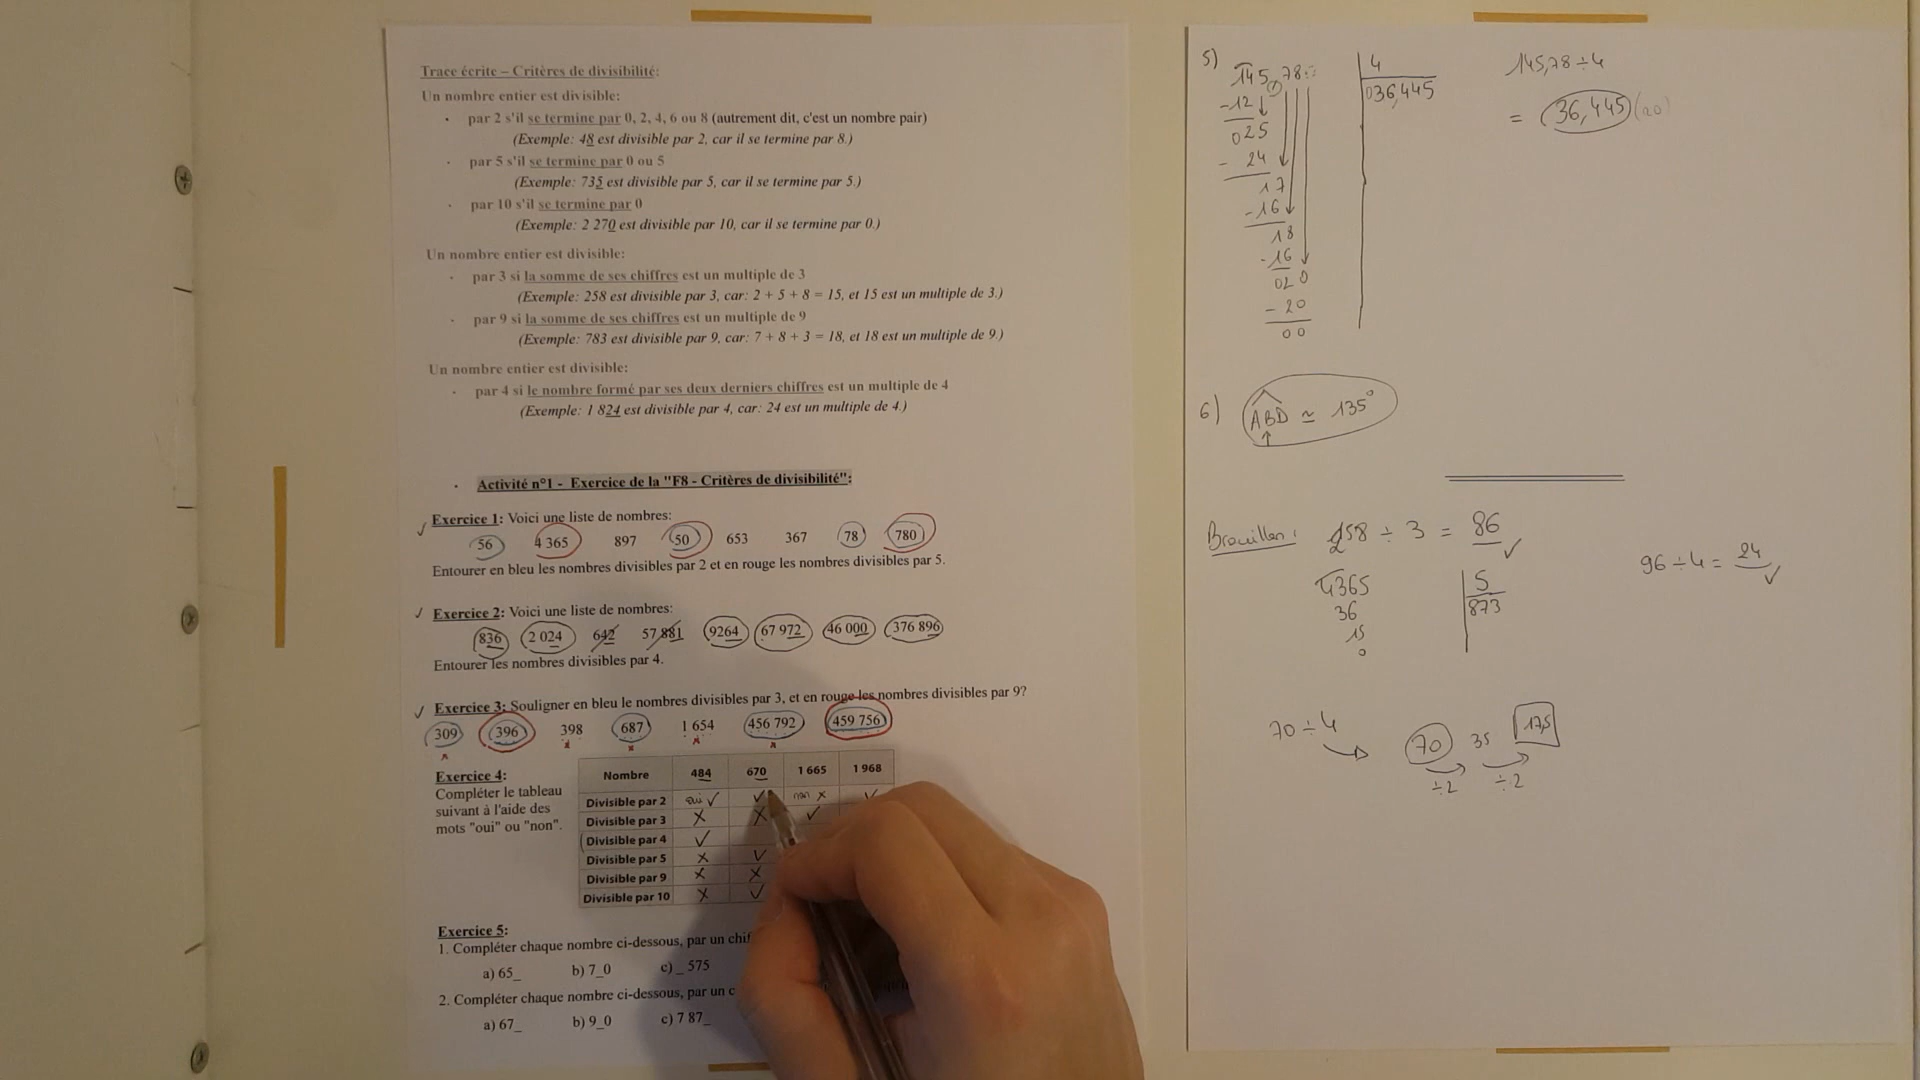 Trace écrite – Critères de divisibilité:
Un nombre entier est divisible:
· par 2 s'il se termine par 0, 2, 4, 6 ou 8 (autrement dit, c'est un nombre pair)
(Exemple: 48 est divisible par 2, car il se termine par 8.)
· par 5 s'il se termine par 0 ou 5
(Exemple: 735 est divisible par 5, car il se termine par 5.)
· par 10 s'il se termine par 0
(Exemple: 2 270 est divisible par 10, car il se termine par 0.)
Un nombre entier est divisible:
· par 3 si la somme de ses chiffres est un multiple de 3
(Exemple: 258 est divisible par 3, car: 2 + 5 + 8 = 15, et 15 est un multiple de 3.)
· par 9 si la somme de ses chiffres est un multiple de 9
(Exemple: 783 est divisible par 9, car: 7 + 8 + 3 = 18, et 18 est un multiple de 9.)
Un nombre entier est divisible:
· par 4 si le nombre formé par ses deux derniers chiffres est un multiple de 4
(Exemple: 1 824 est divisible par 4, car: 24 est un multiple de 4.)
· Activité n°1 - Exercice de la "F8 - Critères de divisibilité":
✓ Exercice 1: Voici une liste de nombres:
56 4 365 897 50 653 367 78 780
Entourer en bleu les nombres divisibles par 2 et en rouge les nombres divisibles par 5.
✓ Exercice 2: Voici une liste de nombres:
836 2 024 642 57 881 9264 67 972 46 000 376 896
Entourer les nombres divisibles par 4.
✓ Exercice 3: Souligner en bleu le nombres divisibles par 3, et en rouge les nombres divisibles par 9?
309 396 398 687 1 654 456 792 459 756
Exercice 4:
Compléter le tableau
suivant à l'aide des
mots "oui" ou "non".
Nombre 484 670 1 665 1 968
Divisible par 2 oui ✓ ✓ non x ✓
Divisible par 3 x x ✓
Divisible par 4 ✓
Divisible par 5 x ✓
Divisible par 9 x x
Divisible par 10 x ✓
Exercice 5:
1. Compléter chaque nombre ci-dessous, par un chif
a) 65_ b) 7_0 c) _ 575
2. Compléter chaque nombre ci-dessous, par un c
a) 67_ b) 9_0 c) 7 87_
5) 145,78 4
-12 036,445
025
- 24
17
-16
18
-16
020
- 20
00
145,78 ÷ 4
= 36,445
6) ABD ≃ 135°
Brouillon: 258 ÷ 3 = 86 ✓
96 ÷ 4 = 24 ✓
4365 5
36 873
15
0
70 ÷ 4
70 35 17,5
÷2 ÷2